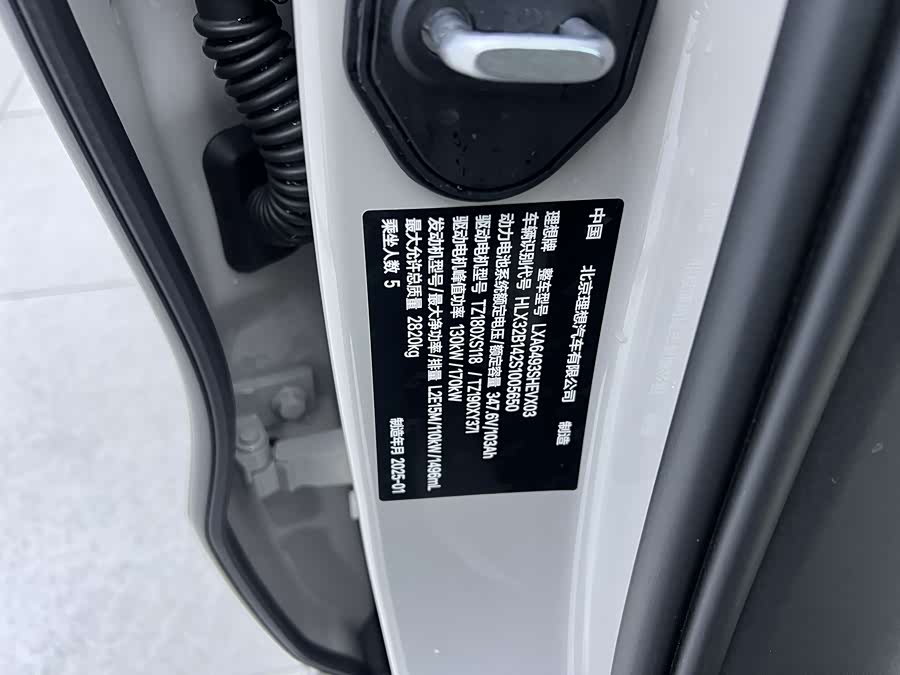 中国 北京理想汽车有限公司 制造
理想牌 整车型号 LXA6493SHEVX03
车辆识别代号 HLX32B142S1005650
动力电池系统额定电压/额定容量 347.6V/103Ah
驱动电机型号 TZ180XS118 / TZ190XY37I
驱动电机峰值功率 130kW/170kW
发动机型号/最大净功率/排量 L2E15M/110kW/1496mL
最大允许总质量 2820kg
乘坐人数 5 制造年月 2025-01